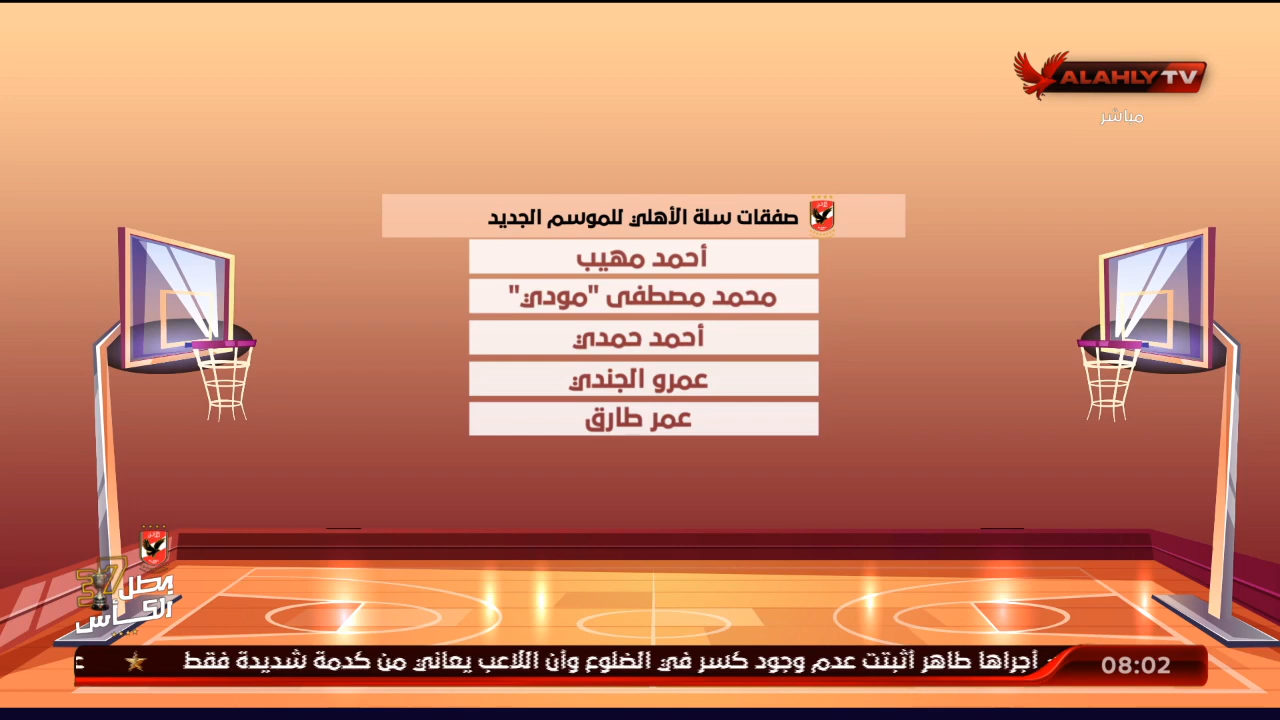 ALAHLY TV
مباشر
صفقات سلة الأهلي للموسم الجديد
أحمد مهيب
محمد مصطفى "مودي"
أحمد حمدي
عمرو الجندي
عمر طارق
37
بطل
الكأس
أجراها طاهر أثبتت عدم وجود كسر في الضلوع وأن اللاعب يعاني من كدمة شديدة فقط
08:02